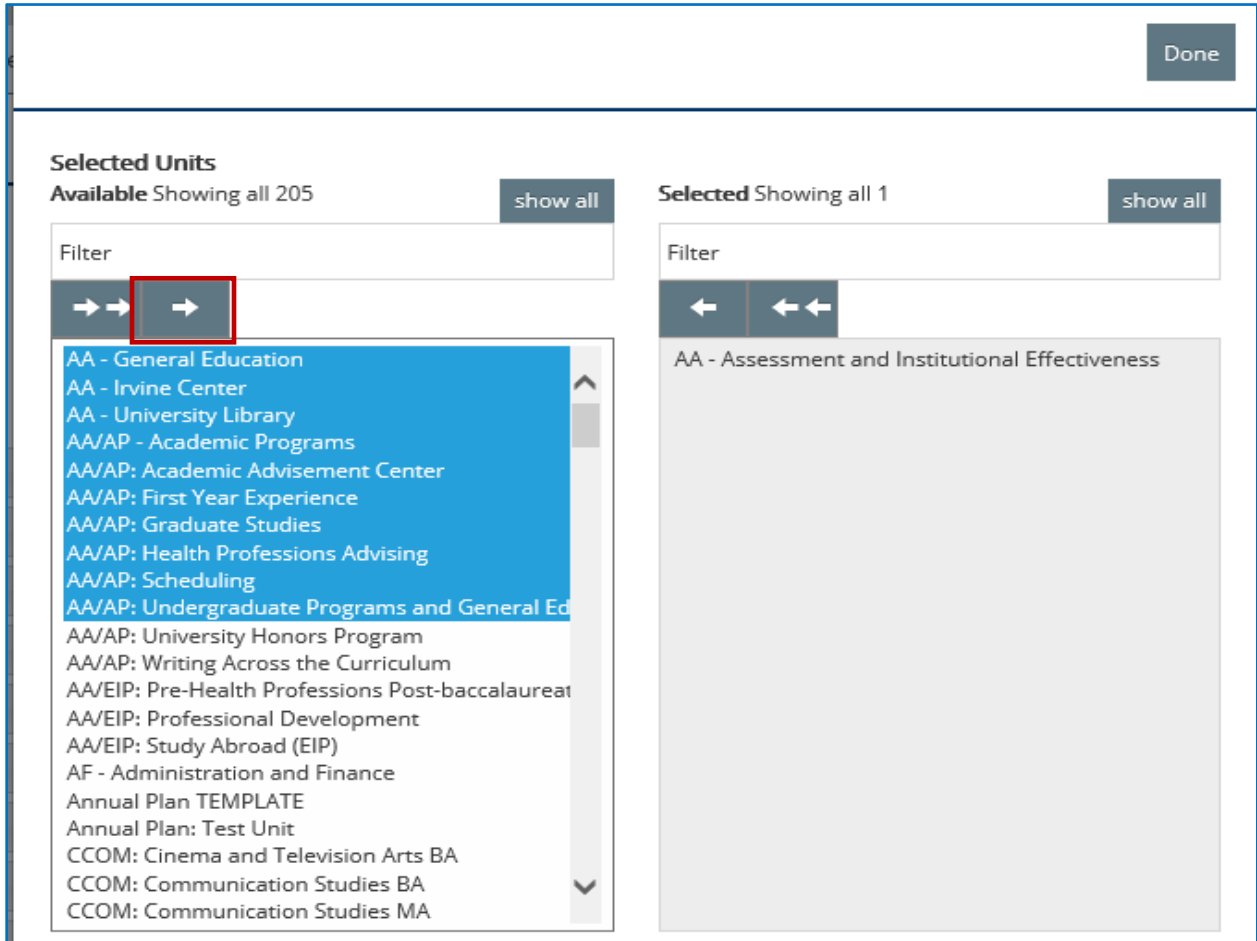 Done
Selected Units
Available Showing all 205
show all
Filter
AA - General Education
AA - Irvine Center
AA - University Library
AA/AP - Academic Programs
AA/AP: Academic Advisement Center
AA/AP: First Year Experience
AA/AP: Graduate Studies
AA/AP: Health Professions Advising
AA/AP: Scheduling
AA/AP: Undergraduate Programs and General Ed
AA/AP: University Honors Program
AA/AP: Writing Across the Curriculum
AA/EIP: Pre-Health Professions Post-baccalaureat
AA/EIP: Professional Development
AA/EIP: Study Abroad (EIP)
AF - Administration and Finance
Annual Plan TEMPLATE
Annual Plan: Test Unit
CCOM: Cinema and Television Arts BA
CCOM: Communication Studies BA
CCOM: Communication Studies MA
Selected Showing all 1
show all
Filter
AA - Assessment and Institutional Effectiveness